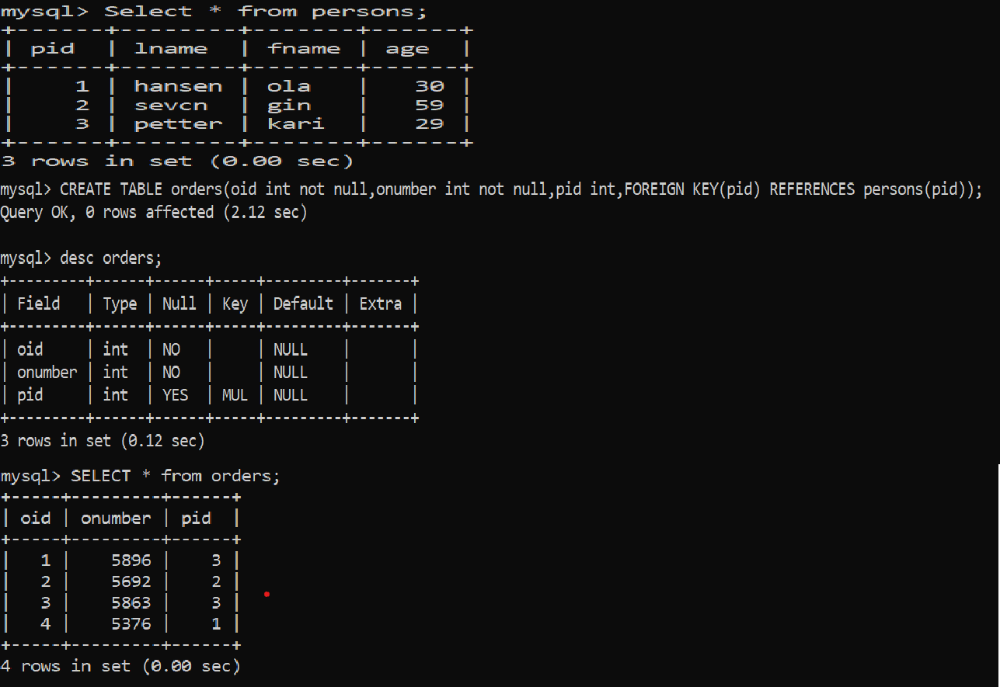 mysql> Select * from persons;
+-------+---------+--------+------+
| pid   | lname   | fname  | age  |
+-------+---------+--------+------+
|     1 | hansen | ola    |   30 |
|     2 | sevcn  | gin    |   59 |
|     3 | petter | kari   |   29 |
+-------+---------+--------+------+
3 rows in set (0.00 sec)
mysql> CREATE TABLE orders(oid int not null,onumber int not null,pid int,FOREIGN KEY(pid) REFERENCES persons(pid));
Query OK, 0 rows affected (2.12 sec)
mysql> desc orders;
+---------+------+------+-----+---------+-------+
| Field   | Type | Null | Key | Default | Extra |
+---------+------+------+-----+---------+-------+
| oid     | int  | NO   |     | NULL    |       |
| onumber | int  | NO   |     | NULL    |       |
| pid     | int  | YES  | MUL | NULL    |       |
+---------+------+------+-----+---------+-------+
3 rows in set (0.12 sec)
mysql> SELECT * from orders;
+-----+---------+------+
| oid | onumber | pid  |
+-----+---------+------+
|   1 |    5896 |    3 |
|   2 |    5692 |    2 |
|   3 |    5863 |    3 |
|   4 |    5376 |    1 |
+-----+---------+------+
4 rows in set (0.00 sec)